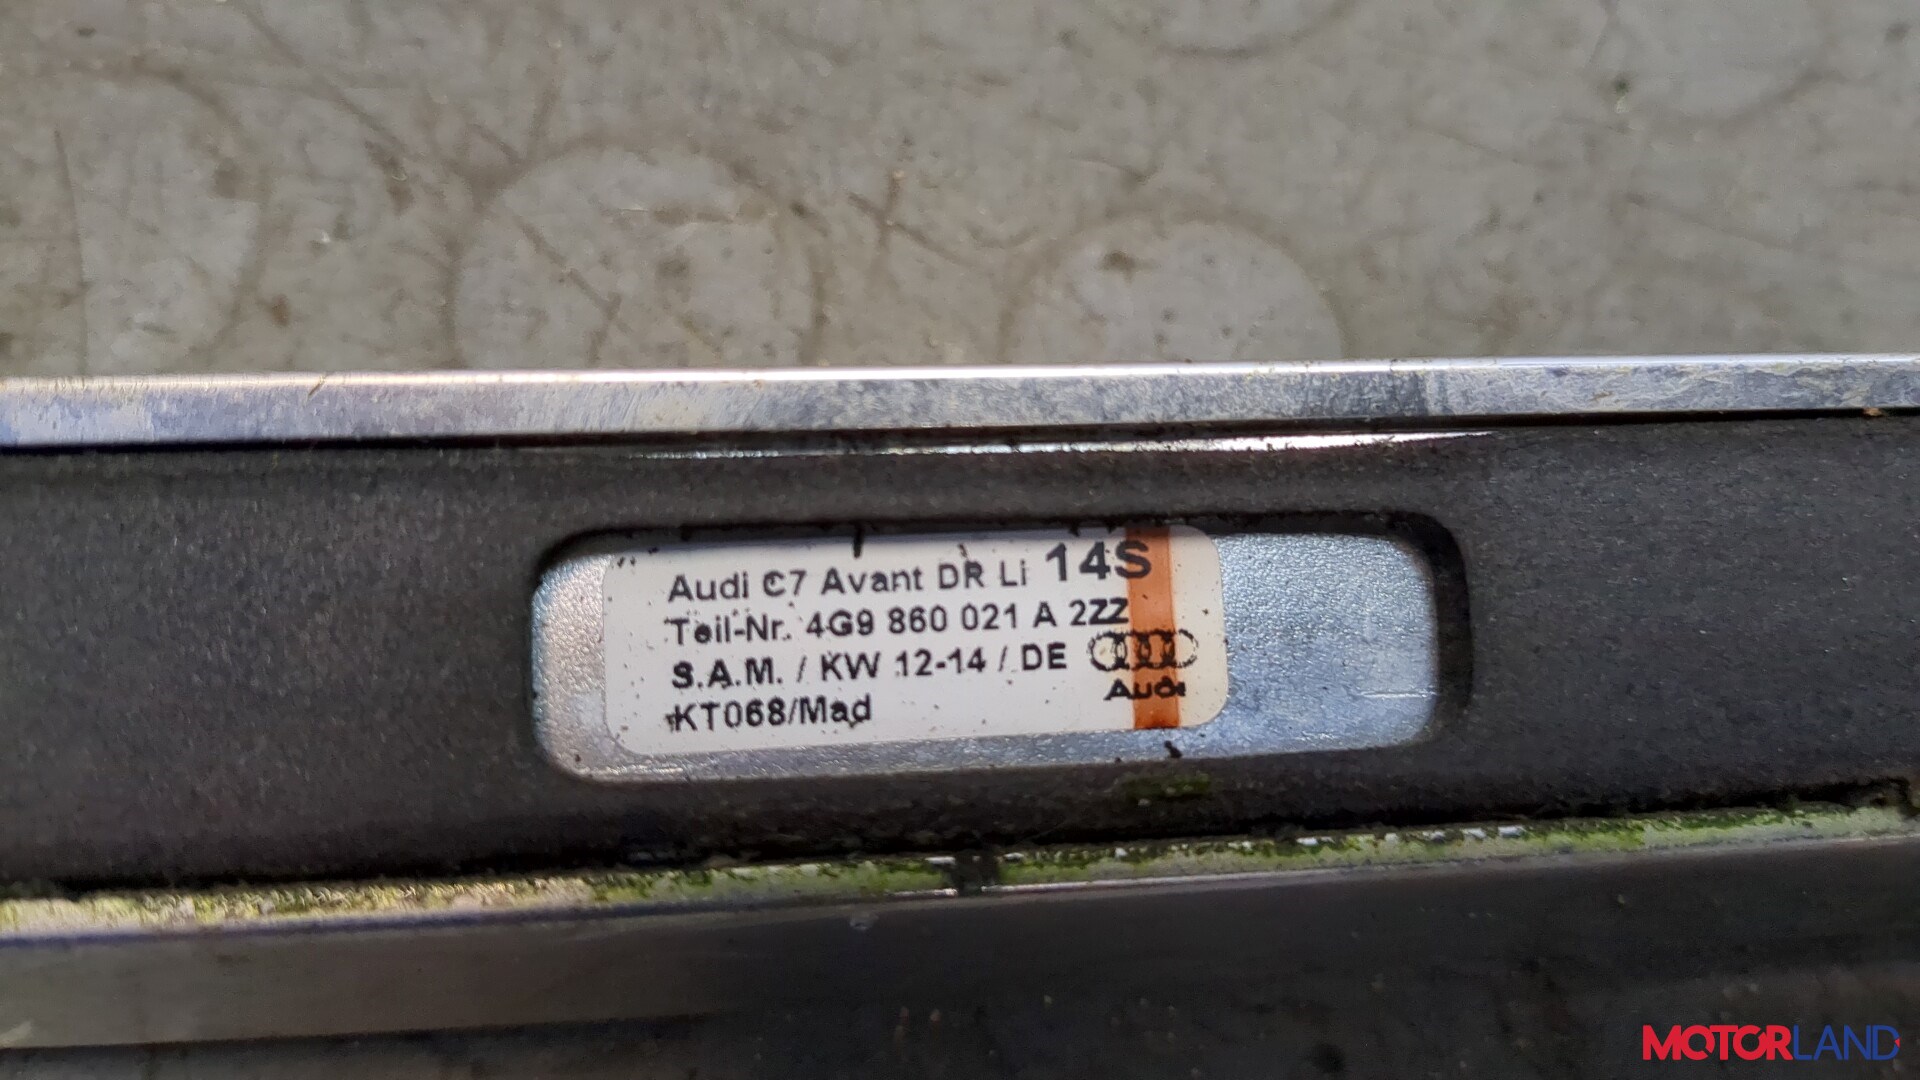 Audi C7 Avant DR Li 14S
Teil-Nr. 4G9 860 021 A 2ZZ
S.A.M. / KW 12-14 / DE
Audi
KT068/Mad
MOTORLAND